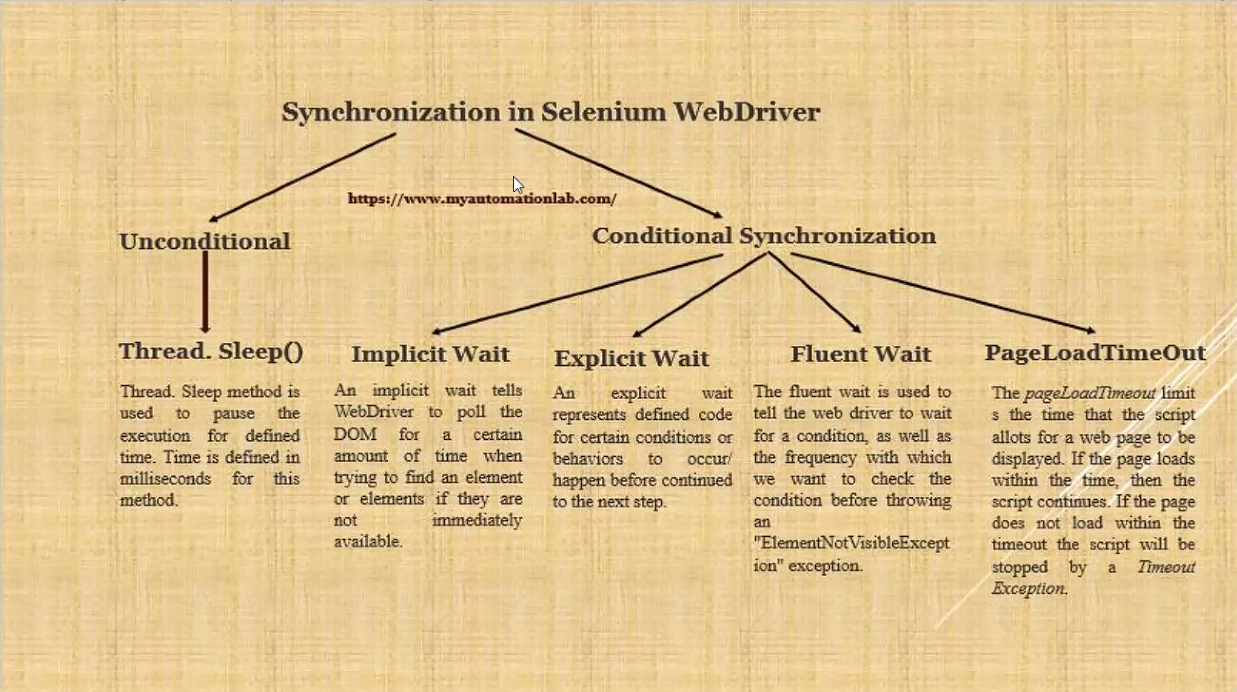 Synchronization in Selenium WebDriver
https://www.myautomationlab.com/
Unconditional
Conditional Synchronization
Thread. Sleep()
Thread. Sleep method is
used to pause the
execution for defined
time. Time is defined in
milliseconds for this
method.
Implicit Wait
An implicit wait tells
WebDriver to poll the
DOM for a certain
amount of time when
trying to find an element
or elements if they are
not immediately
available.
Explicit Wait
An explicit wait
represents defined code
for certain conditions or
behaviors to occur/
happen before continued
to the next step.
Fluent Wait
The fluent wait is used to
tell the web driver to wait
for a condition, as well as
the frequency with which
we want to check the
condition before throwing
an
"ElementNotVisibleExcept
ion" exception.
PageLoadTimeOut
The pageLoadTimeout limit
s the time that the script
allots for a web page to be
displayed. If the page loads
within the time, then the
script continues. If the page
does not load within the
timeout the script will be
stopped by a Timeout
Exception.